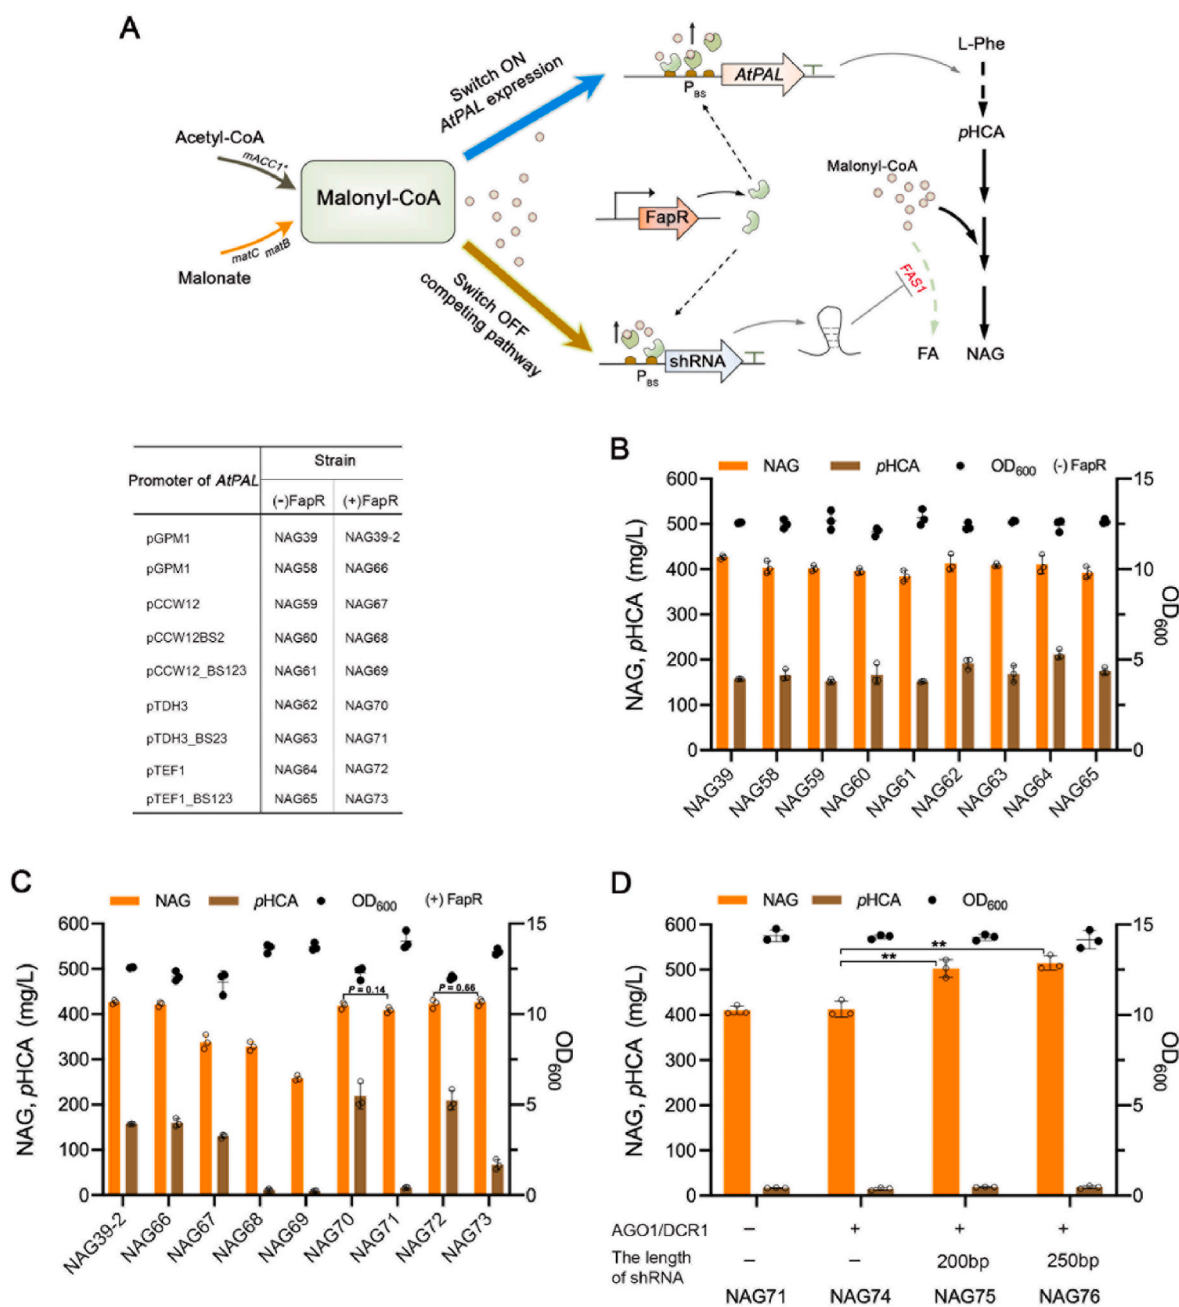 A
Switch ON
AtPAL expression
AtPAL
P_BS
L-Phe
Acetyl-CoA
mACC1*
pHCA
Malonyl-CoA
Malonyl-CoA
FapR
matC matB
Malonate
FAS1
Switch OFF
competing pathway
shRNA
P_BS
FA NAG
Promoter of AtPAL Strain
(-)FapR (+)FapR
pGPM1 NAG39 NAG39-2
pGPM1 NAG58 NAG66
pCCW12 NAG59 NAG67
pCCW12BS2 NAG60 NAG68
pCCW12_BS123 NAG61 NAG69
pTDH3 NAG62 NAG70
pTDH3_BS23 NAG63 NAG71
pTEF1 NAG64 NAG72
pTEF1_BS123 NAG65 NAG73
B
NAG pHCA OD600 (-) FapR
NAG, pHCA (mg/L)
600
500
400
300
200
100
0
15
10
5
0
OD600
NAG39 NAG58 NAG59 NAG60 NAG61 NAG62 NAG63 NAG64 NAG65
C
NAG pHCA OD600 (+) FapR
NAG, pHCA (mg/L)
600
500
400
300
200
100
0
P = 0.14
P = 0.66
15
10
5
0
OD600
NAG39-2 NAG66 NAG67 NAG68 NAG69 NAG70 NAG71 NAG72 NAG73
D
NAG pHCA OD600
NAG, pHCA (mg/L)
600
500
400
300
200
100
0
**
**
15
10
5
0
OD600
AGO1/DCR1 – + + +
The length
of shRNA – – 200bp 250bp
NAG71 NAG74 NAG75 NAG76